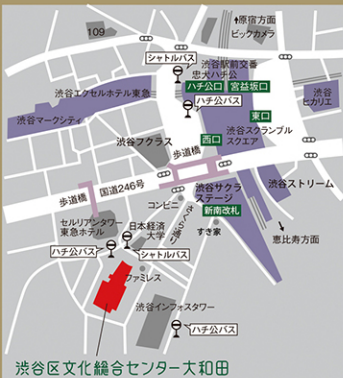 ↑原宿方面
ビックカメラ
109
シャトルバス
渋谷駅前交番
忠犬ハチ公
ハチ公口
宮益坂口
渋谷エクセルホテル東急
ハチ公バス
渋谷
ヒカリエ
東口
渋谷マークシティ
渋谷フクラス
西口
渋谷スクランブル
スクエア
歩道橋
歩道橋
国道246号
渋谷サクラ
ステージ
渋谷ストリーム
コンビニ
さくら通り
新南改札
セルリアンタワー
東急ホテル
日本経済
大学
すき家
↓
恵比寿方面
ハチ公バス
シャトルバス
ファミレス
渋谷インフォスタワー
ハチ公バス
渋谷区文化総合センター大和田